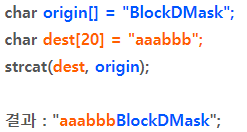 char origin[] = "BlockDMask";
char dest[20] = "aaabbb";
strcat(dest, origin);
결과 : "aaabbbBlockDMask";